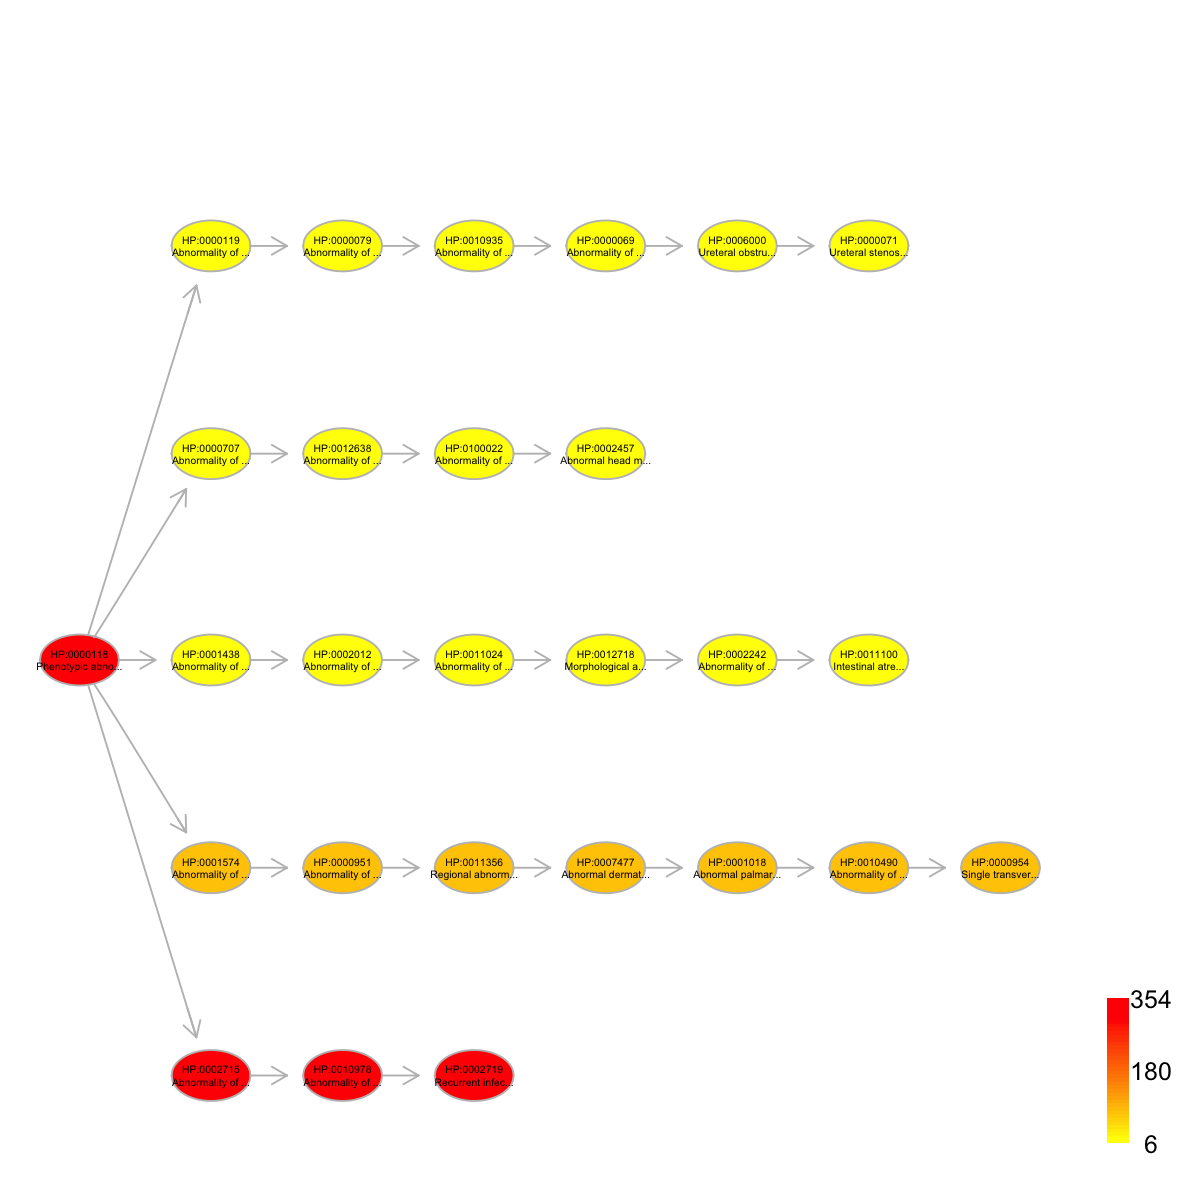 HP:0000119
Abnormality of ...
HP:0000079
Abnormality of ...
HP:0010935
Abnormality of ...
HP:0000069
Abnormality of ...
HP:0006000
Ureteral obstru...
HP:0000071
Ureteral stenos...
HP:0000707
Abnormality of ...
HP:0012638
Abnormality of ...
HP:0100022
Abnormality of ...
HP:0002457
Abnormal head m...
HP:0000118
Phenotypic abno...
HP:0001438
Abnormality of ...
HP:0002012
Abnormality of ...
HP:0011024
Abnormality of ...
HP:0012718
Morphological a...
HP:0002242
Abnormality of ...
HP:0011100
Intestinal atre...
HP:0001574
Abnormality of ...
HP:0000951
Abnormality of ...
HP:0011356
Regional abnorm...
HP:0007477
Abnormal dermat...
HP:0001018
Abnormal palmar...
HP:0010490
Abnormality of ...
HP:0000954
Single transver...
HP:0002715
Abnormality of ...
HP:0010978
Abnormality of ...
HP:0002719
Recurrent infec...
354
180
6